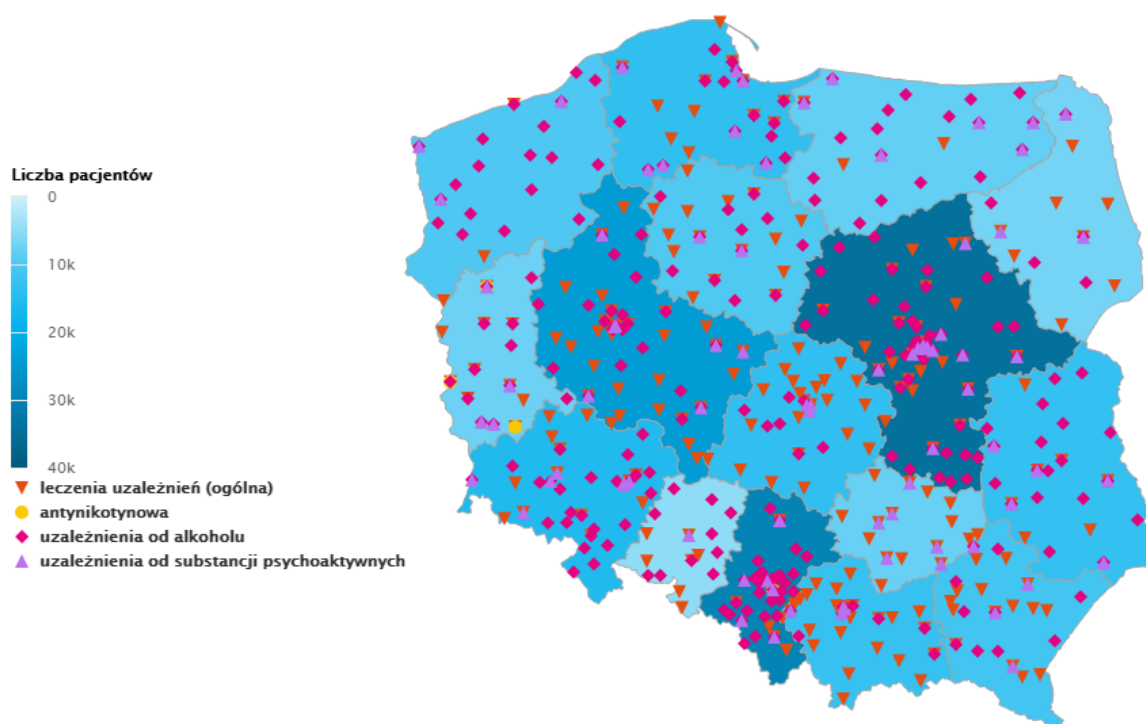 Liczba pacjentów
0
10k
20k
30k
40k
leczenia uzależnień (ogólna)
antynikotynowa
uzależnienia od alkoholu
uzależnienia od substancji psychoaktywnych